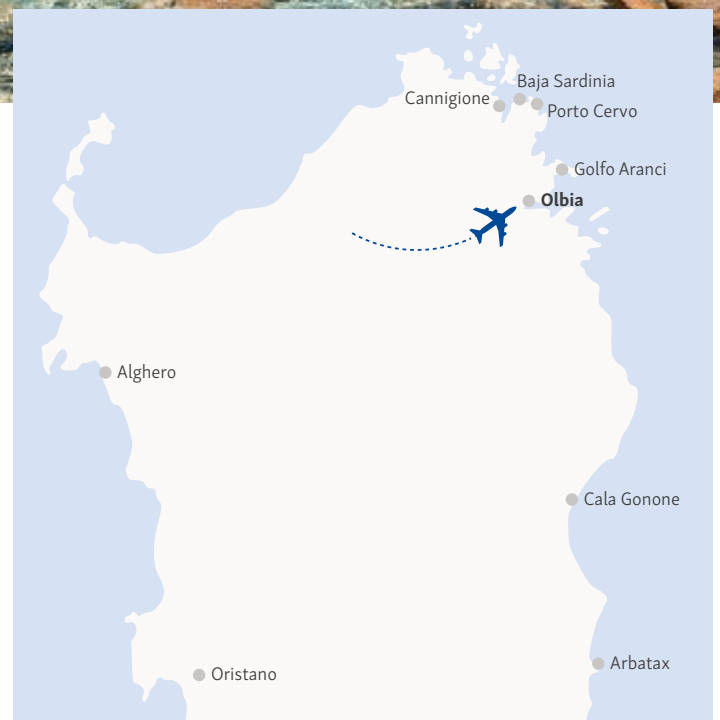 Baja Sardinia
Cannigione
Porto Cervo
Golfo Aranci
Olbia
Alghero
Cala Gonone
Arbatax
Oristano